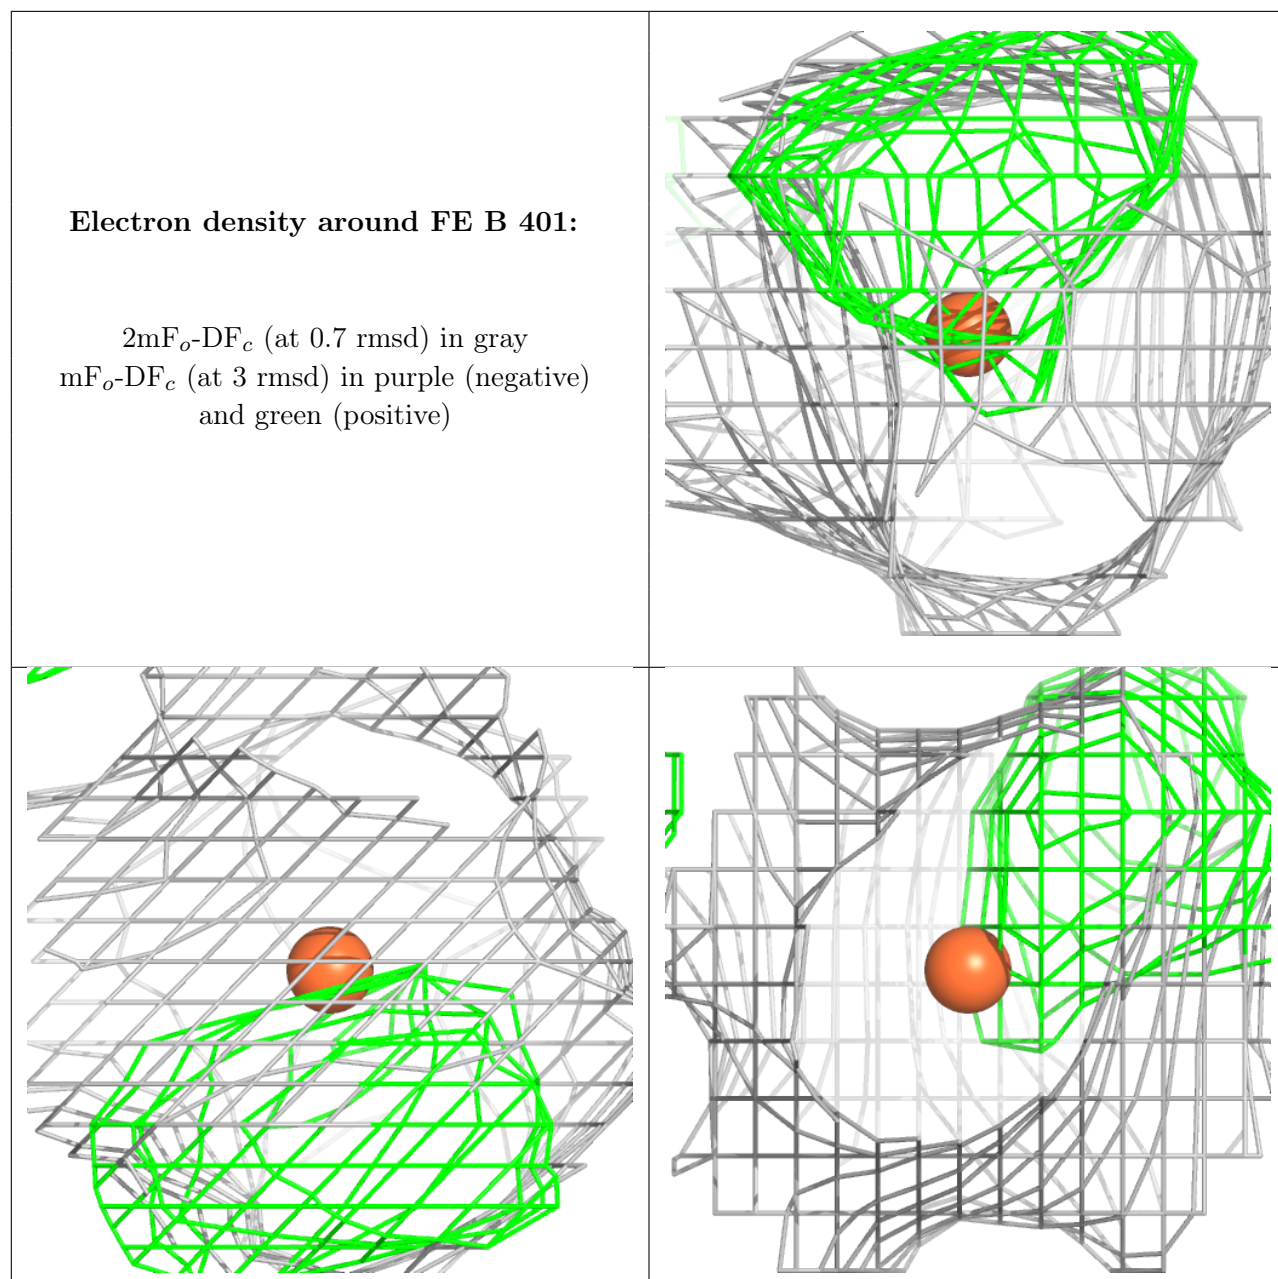 Electron density around FE B 401:
2mFo-DFc (at 0.7 rmsd) in gray
mFo-DFc (at 3 rmsd) in purple (negative)
and green (positive)